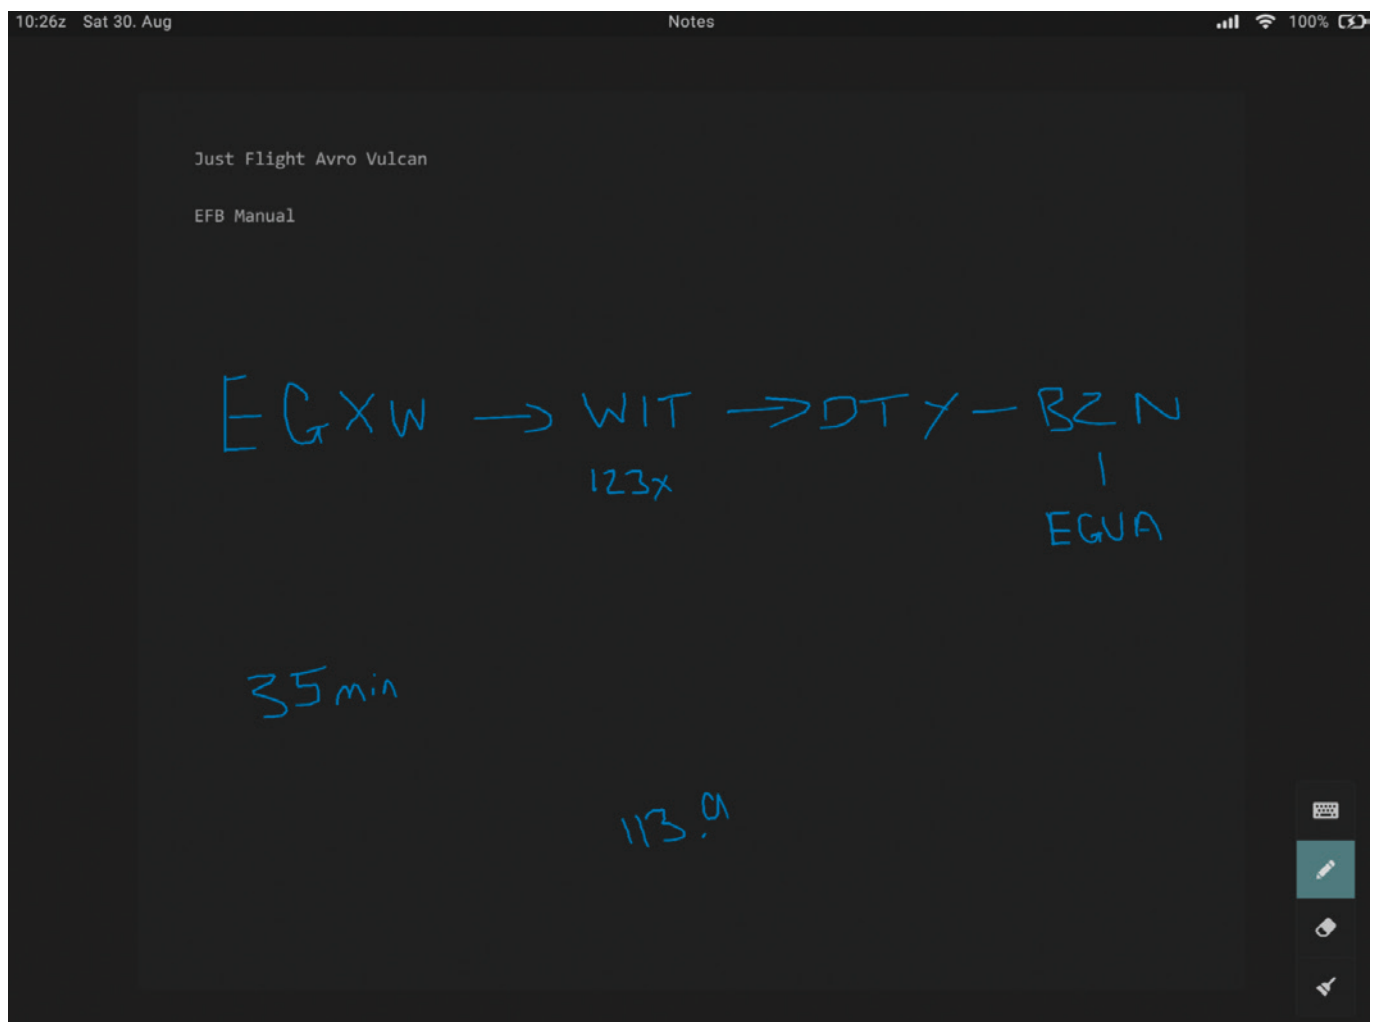 10:26z Sat 30. Aug Notes 100%
Just Flight Avro Vulcan
EFB Manual
EGXW → WIT → DTY - BZN
123x
EGVA
35min
113.9